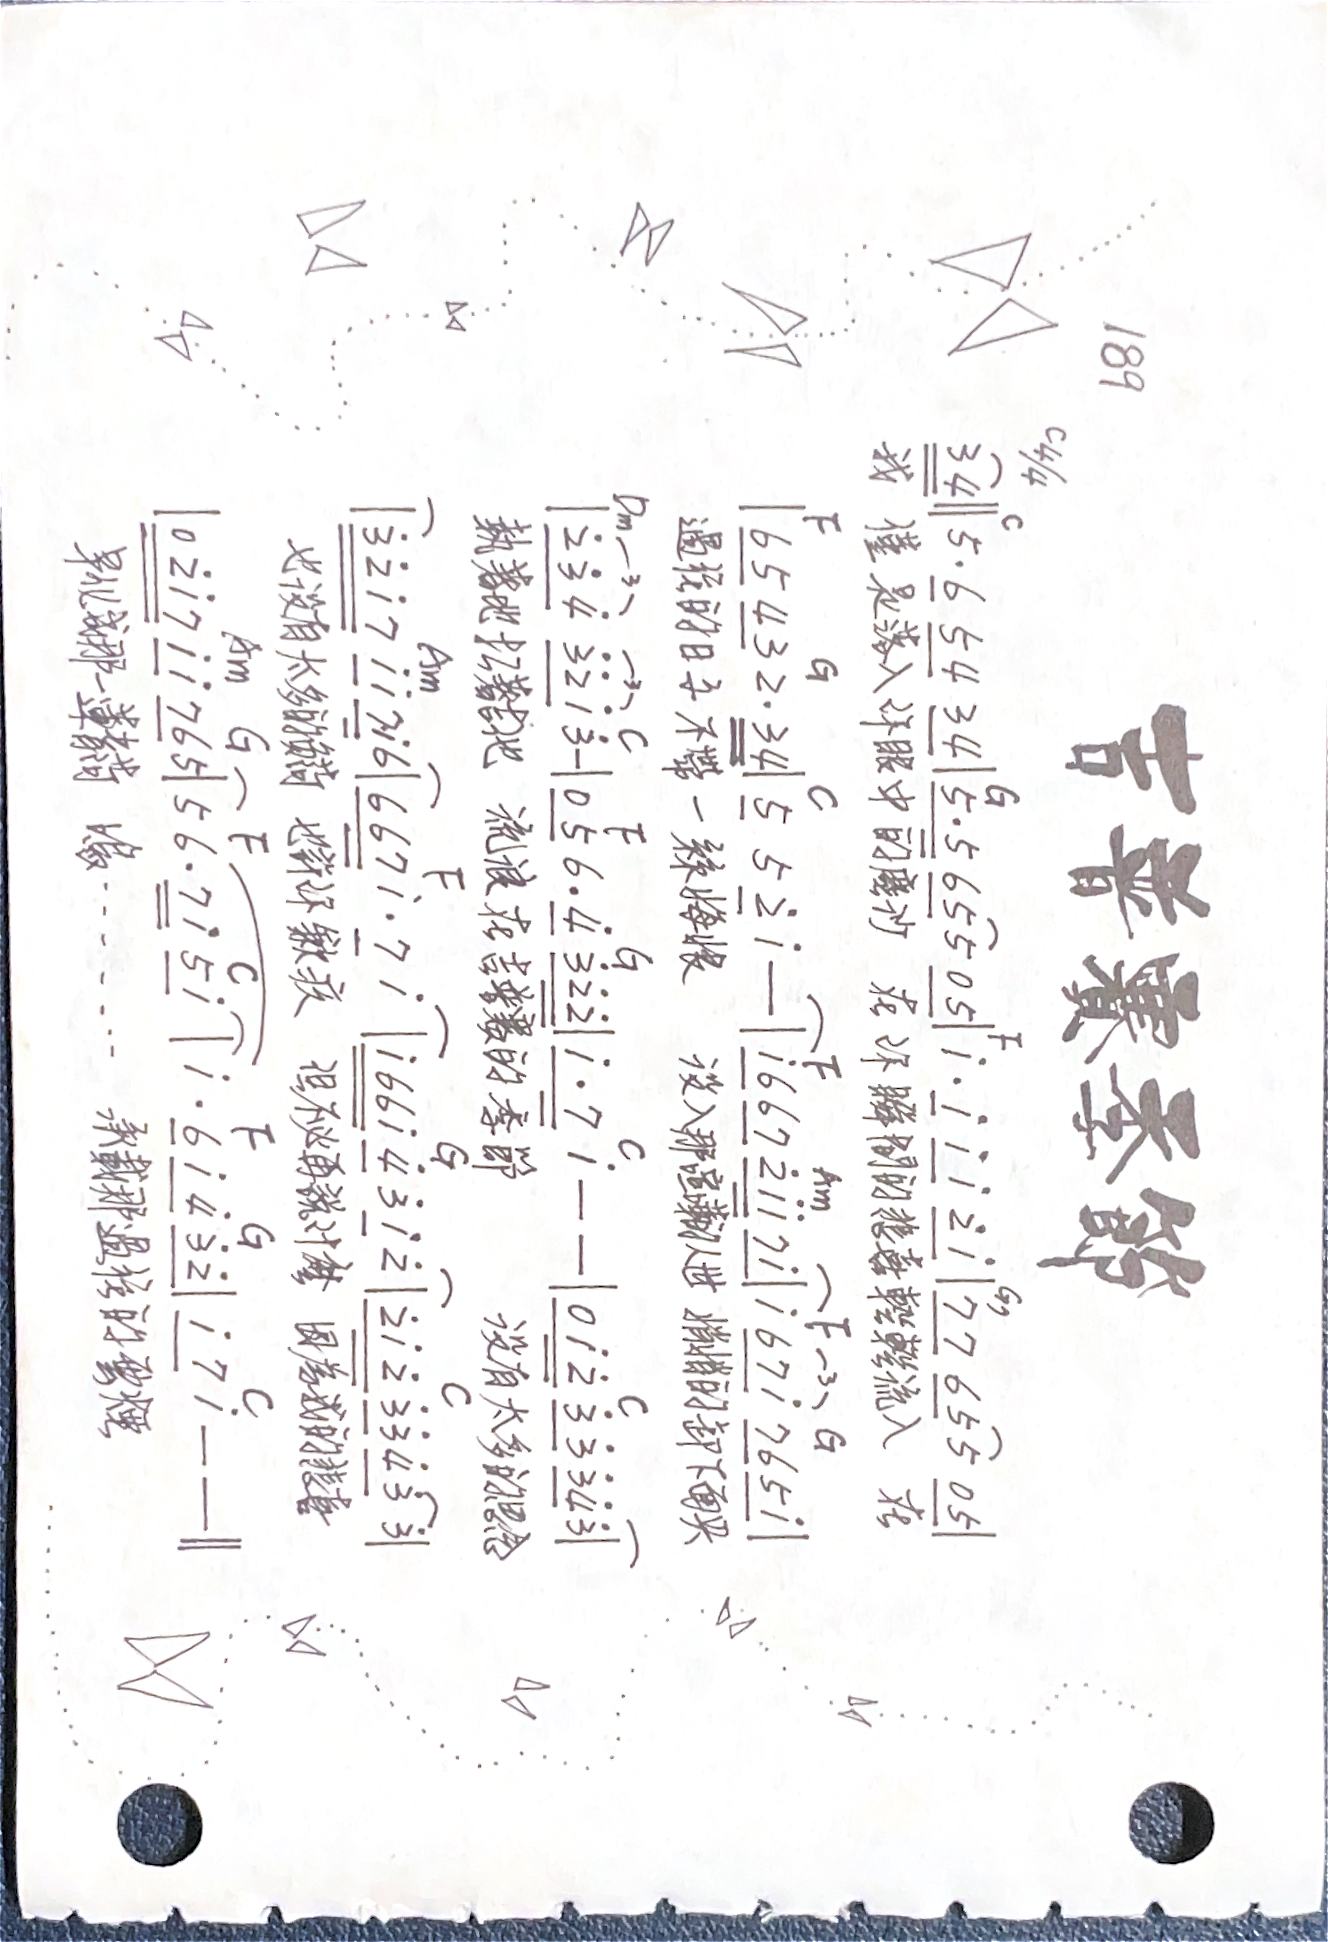 吉普賽季節
189
C4/4
C G F G7
3 4 || 5 · 6 5 4 3 4 | 5 · 5 6 5 5 0 5 | i · i i i 2̇ i | 7 7 6 5 5 0 5 |
我 僅是落入你眼中的塵沙 在你瞬間的悲喜輕輕流入 在
F G C F Am F 3 G
| 6 5 4 3 2 · 3 4 | 5 5 2̇ i — | i 6 6 7 2̇ i i 7 i | i 6 7 i 7 6 5 i |
過往的日子不帶一絲悔恨 沒入那喧譁的人世 悄悄的卸下面具
Dm 3 3 C F G C C
| 2̇ 3̇ 4̇ 3̇ 2̇ i 3̇ — | 0 5 6 · 4̇ 3̇ 2̇ 2̇ | i · 7 i — — | 0 i 2̇ 3̇ 3̇ 3̇ 4̇ 3̇ |
執著地扛著吉他 流浪在吉普賽的季節 沒有太多的思念
Am F G C
| 3̇ 2̇ i 7 i i 7 i 6 | 6 6 7 i · 7 i | i 6 6 i 4̇ 3 i 2̇ | 2̇ i 2̇ 3̇ 3̇ 4̇ 3̇ 3̇ |
也沒有太多的負荷 也許你歉疚 但不必再說什麼 因為我的悲喜
Am G F C F G C
| 0 2̇ i 7 i i 7 6 5 | 5 6 · 7 i 5 i | i · 6 i 4̇ 3̇ 2̇ | i 7 i — — ||
早化成那一蓮青荷 ········· 承載那過往的雲煙